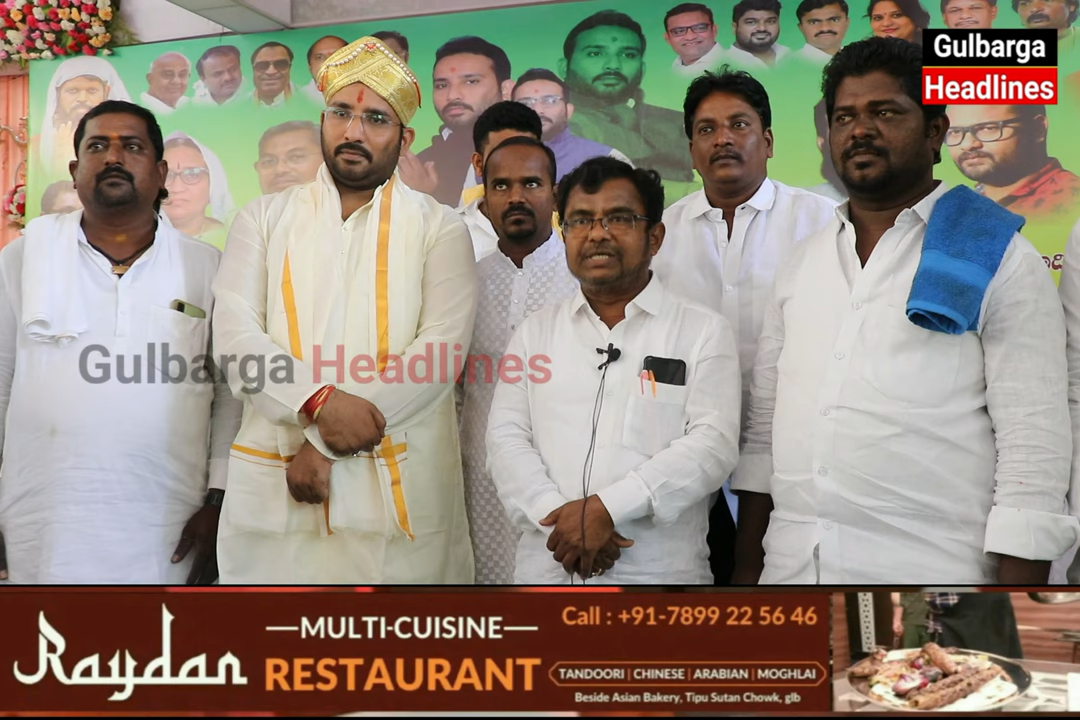 Gulbarga
Headlines
Gulbarga Headlines
Raydan
—MULTI-CUISINE—
RESTAURANT
Call : +91-7899 22 56 46
TANDOORI | CHINESE | ARABIAN | MOGHLAI
Beside Asian Bakery, Tipu Sutan Chowk, glb